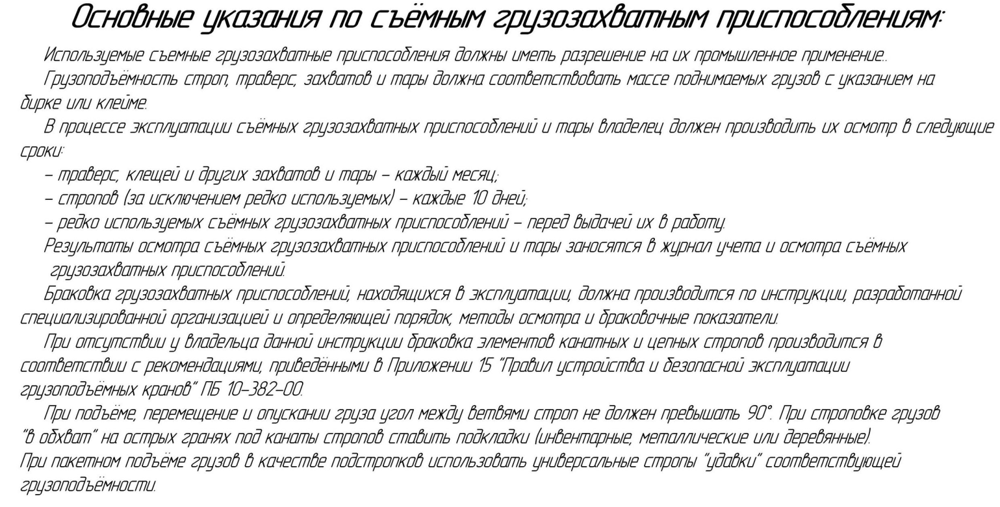 Основные указания по съёмным грузозахватным приспособлениям:
Используемые съемные грузозахватные приспособления должны иметь разрешение на их промышленное применение..
Грузоподъёмность строп, траверс, захватов и тары должна соответствовать массе поднимаемых грузов с указанием на
бирке или клейме.
В процессе эксплуатации съёмных грузозахватных приспособлений и тары владелец должен производить их осмотр в следующие
сроки:
- траверс, клещей и других захватов и тары - каждый месяц;
- стропов (за исключением редко используемых) - каждые 10 дней;
- редко используемых съёмных грузозахватных приспособлений - перед выдачей их в работу.
Результаты осмотра съёмных грузозахватных приспособлений и тары заносятся в журнал учета и осмотра съёмных
грузозахватных приспособлений.
Браковка грузозахватных приспособлений, находящихся в эксплуатации, должна производится по инструкции, разработанной
специализированной организацией и определяющей порядок, методы осмотра и браковочные показатели.
При отсутствии у владельца данной инструкции браковка элементов канатных и цепных стропов производится в
соответствии с рекомендациями, приведёнными в Приложении 15 "Правил устройства и безопасной эксплуатации
грузоподъёмных кранов" ПБ 10-382-00.
При подъёме, перемещение и опускании груза угол между ветвями строп не должен превышать 90°. При строповке грузов
"в обхват" на острых гранях под канаты стропов ставить подкладки (инвентарные, металлические или деревянные).
При пакетном подъёме грузов в качестве подстропков использовать универсальные стропы "удавки" соответствующей
грузоподъёмности.